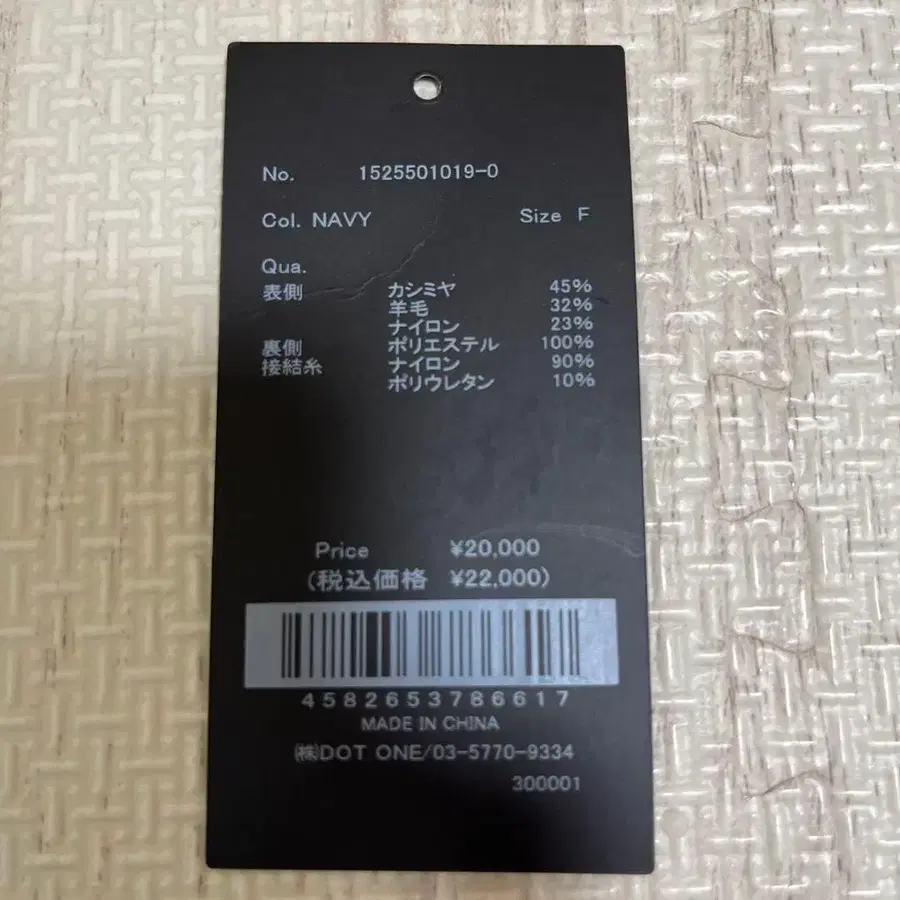 No. 1525501019-0
Col. NAVY Size F
Qua.
表側 カシミヤ 45%
羊毛 32%
ナイロン 23%
裏側 ポリエステル 100%
接結糸 ナイロン 90%
ポリウレタン 10%
Price ¥20,000
(税込価格 ¥22,000)
4582653786617
MADE IN CHINA
㈱DOT ONE/03-5770-9334
300001